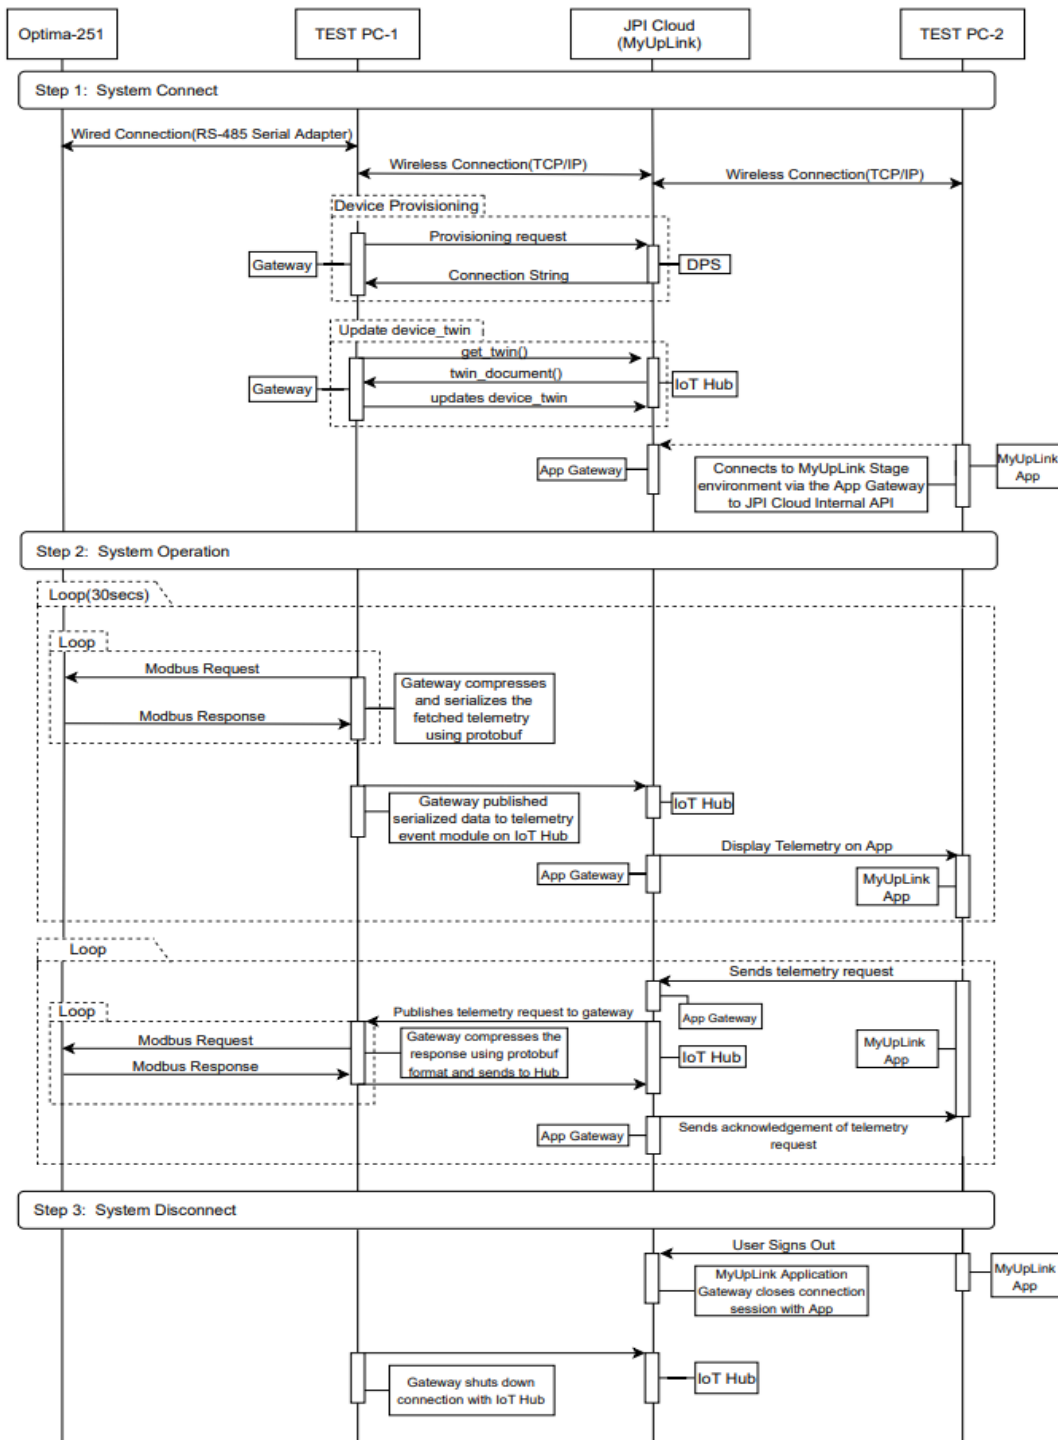 Optima-251
TEST PC-1
JPI Cloud
(MyUpLink)
TEST PC-2
Step 1: System Connect
Wired Connection(RS-485 Serial Adapter)
Wireless Connection(TCP/IP)
Wireless Connection(TCP/IP)
Device Provisioning
Provisioning request
Gateway
DPS
Connection String
Update device_twin
get_twin()
twin_document()
Gateway
IoT Hub
updates device_twin
App Gateway
Connects to MyUpLink Stage
environment via the App Gateway
to JPI Cloud Internal API
MyUpLink
App
Step 2: System Operation
Loop(30secs)
Loop
Modbus Request
Modbus Response
Gateway compresses
and serializes the
fetched telemetry
using protobuf
Gateway published
serialized data to telemetry
event module on IoT Hub
IoT Hub
Display Telemetry on App
App Gateway
MyUpLink
App
Loop
Sends telemetry request
App Gateway
Loop
Publishes telemetry request to gateway
Modbus Request
Modbus Response
Gateway compresses the
response using protobuf
format and sends to Hub
IoT Hub
MyUpLink
App
App Gateway
Sends acknowledgement of telemetry
request
Step 3: System Disconnect
User Signs Out
MyUpLink Application
Gateway closes connection
session with App
MyUpLink
App
Gateway shuts down
connection with IoT Hub
IoT Hub